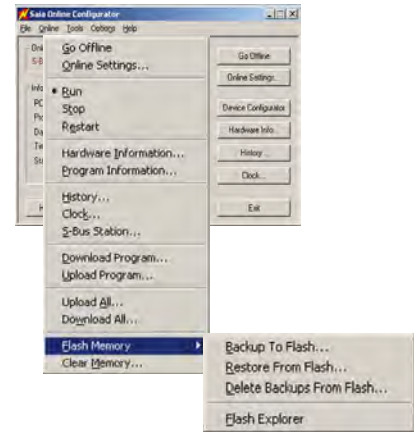 Saia Online Configurator
File Online Tools Options Help
Go Offline
Online Settings...
Run
Stop
Restart
Hardware Information...
Program Information...
History...
Clock...
S-Bus Station...
Download Program...
Upload Program...
Upload All...
Download All...
Flash Memory
Clear Memory...
Backup To Flash...
Restore From Flash...
Delete Backups From Flash...
Flash Explorer
Go Offline
Online Settings...
Device Configurator
Hardware Info...
History...
Clock...
Exit